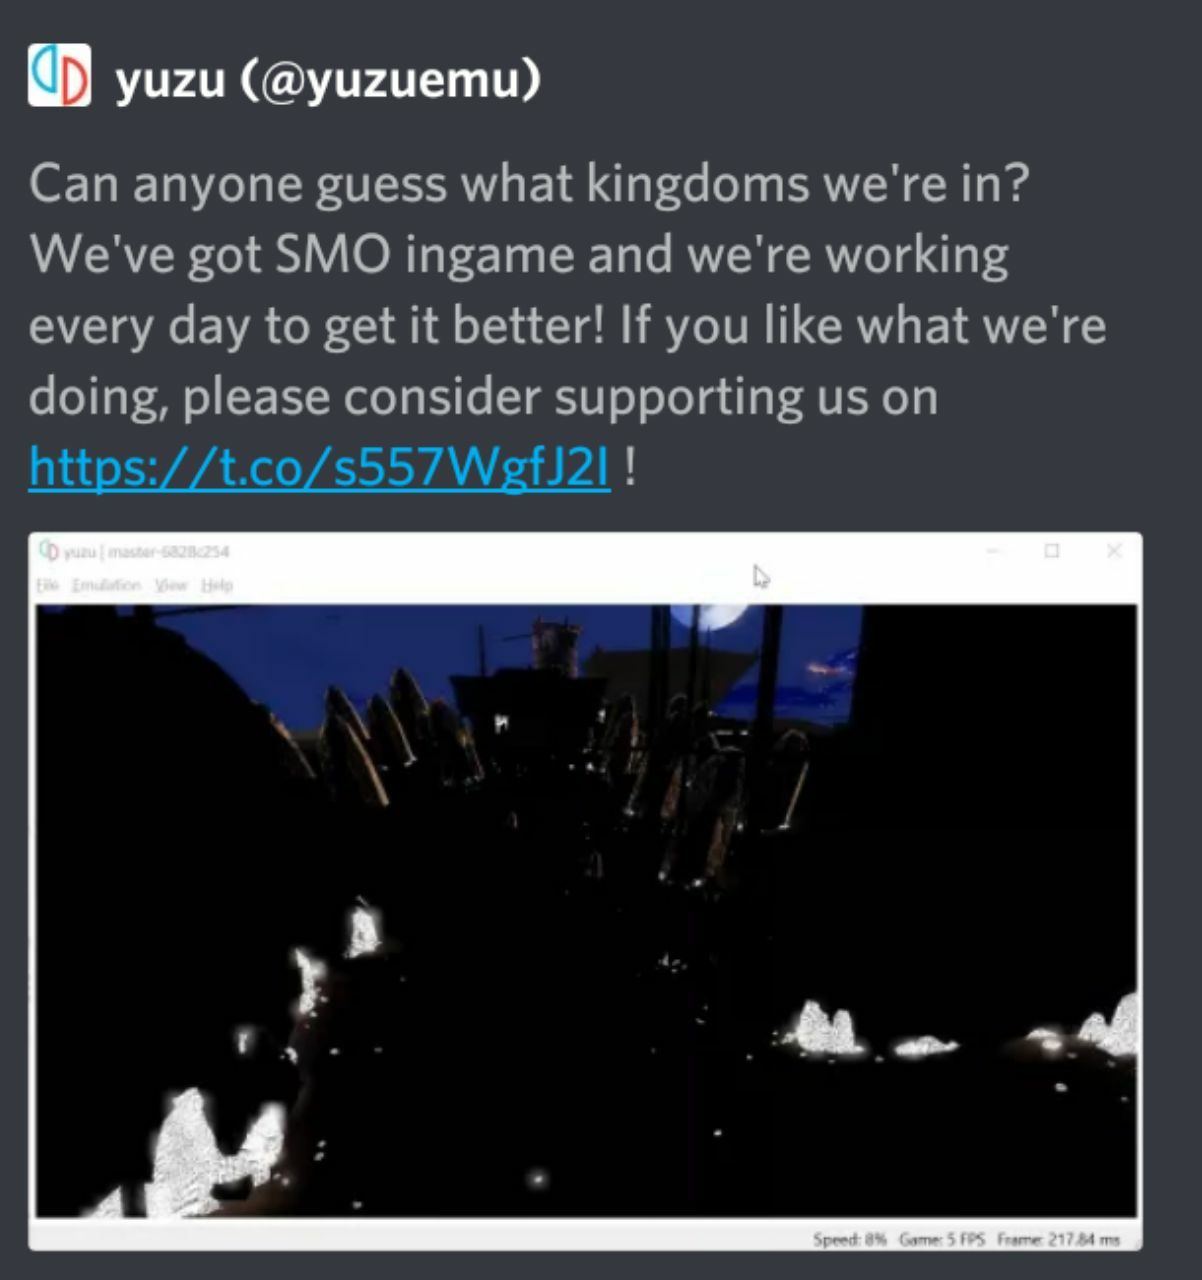 yuzu (@yuzuemu)
Can anyone guess what kingdoms we're in?
We've got SMO ingame and we're working
every day to get it better! If you like what we're
doing, please consider supporting us on
https://t.co/s557WgfJ2I !
yuzu | master-6828c254
File Emulation View Help
Speed: 8% Game: 5 FPS Frame: 217.84 ms